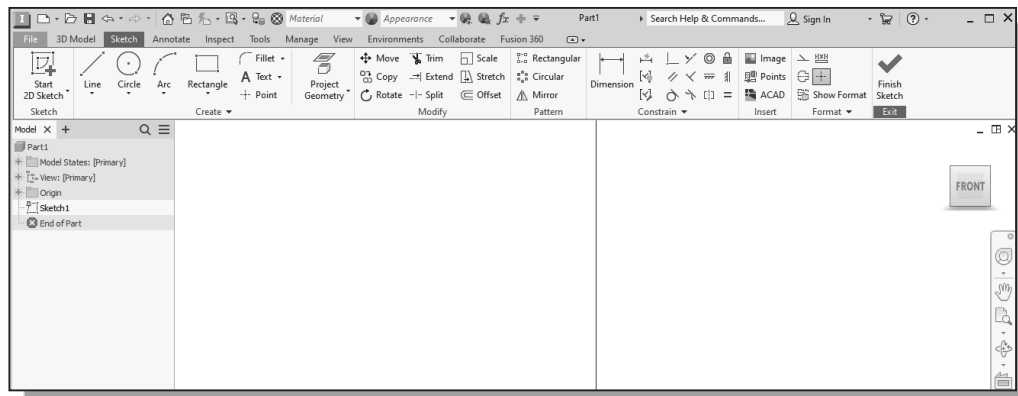 I Material Appearance fx Part1 Search Help & Commands... Sign In
File 3D Model Sketch Annotate Inspect Tools Manage View Environments Collaborate Fusion 360
Start 2D Sketch
Line
Circle
Arc
Rectangle
Fillet
A Text
Point
Project Geometry
Move Trim Scale
Copy Extend Stretch
Rotate Split Offset
Rectangular
Circular
Mirror
Dimension
Image
Points
ACAD
Show Format
Finish Sketch
Sketch Create Modify Pattern Constrain Insert Format Exit
Model
Part1
Model States: [Primary]
View: [Primary]
Origin
Sketch1
End of Part
FRONT